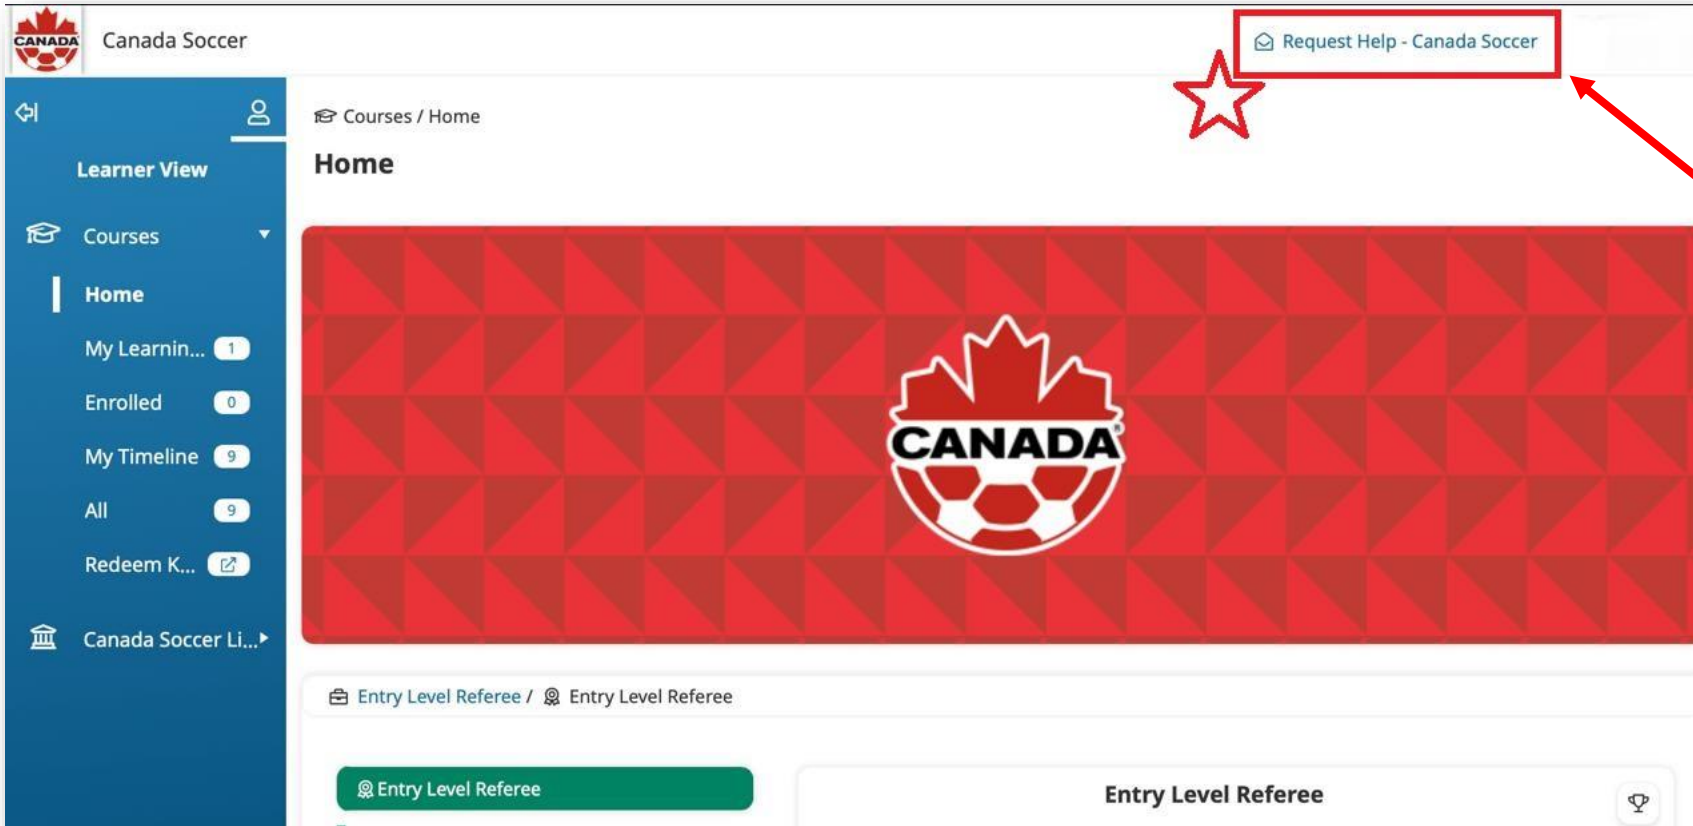 CANADA
Canada Soccer
Request Help - Canada Soccer
Learner View
Courses
Home
My Learnin... 1
Enrolled 0
My Timeline 9
All 9
Redeem K...
Canada Soccer Li...
Courses / Home
Home
CANADA®
Entry Level Referee / Entry Level Referee
Entry Level Referee
Entry Level Referee